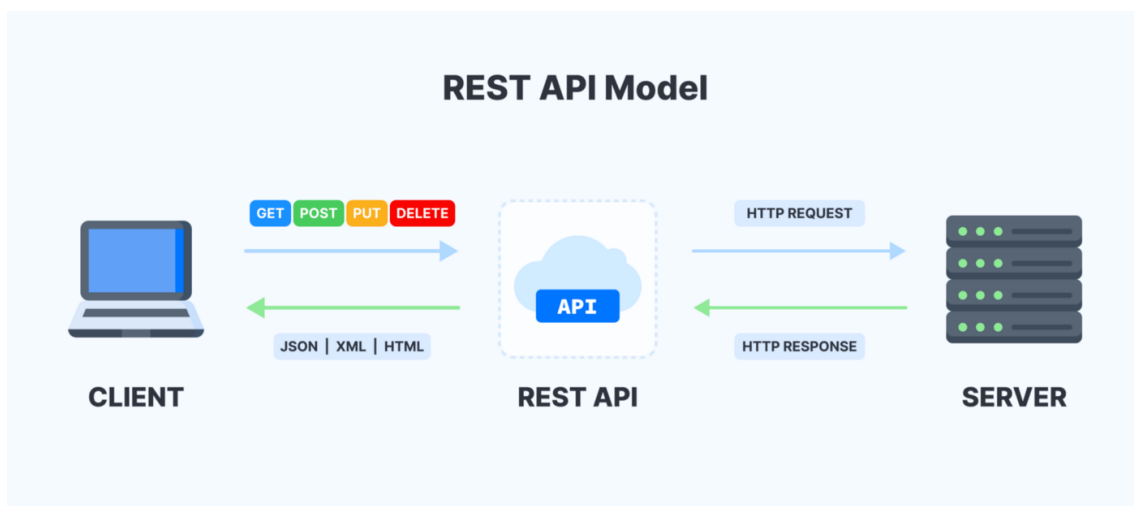 REST API Model
GET POST PUT DELETE
HTTP REQUEST
API
JSON | XML | HTML
HTTP RESPONSE
CLIENT
REST API
SERVER